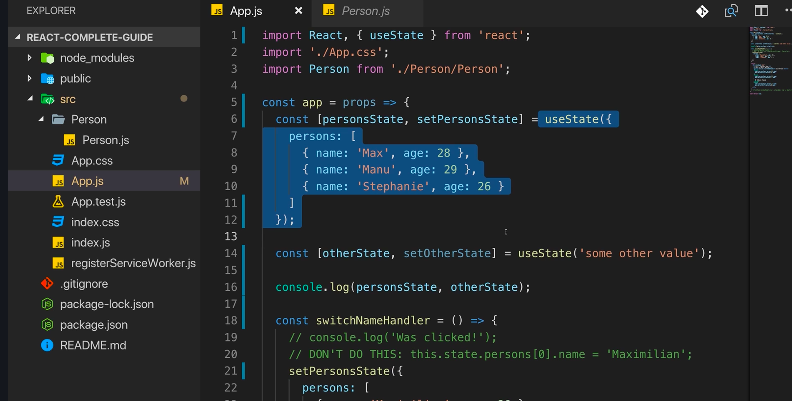 EXPLORER
App.js
Person.js
REACT-COMPLETE-GUIDE
node_modules
public
src
Person
Person.js
App.css
App.js M
App.test.js
index.css
index.js
registerServiceWorker.js
.gitignore
package-lock.json
package.json
README.md
1 import React, { useState } from 'react';
2 import './App.css';
3 import Person from './Person/Person';
4
5 const app = props => {
6 const [personsState, setPersonsState] = useState({
7 persons: [
8 { name: 'Max', age: 28 },
9 { name: 'Manu', age: 29 },
10 { name: 'Stephanie', age: 26 }
11 ]
12 });
13
14 const [otherState, setOtherState] = useState('some other value');
15
16 console.log(personsState, otherState);
17
18 const switchNameHandler = () => {
19 // console.log('Was clicked!');
20 // DON'T DO THIS: this.state.persons[0].name = 'Maximilian';
21 setPersonsState({
22 persons: [